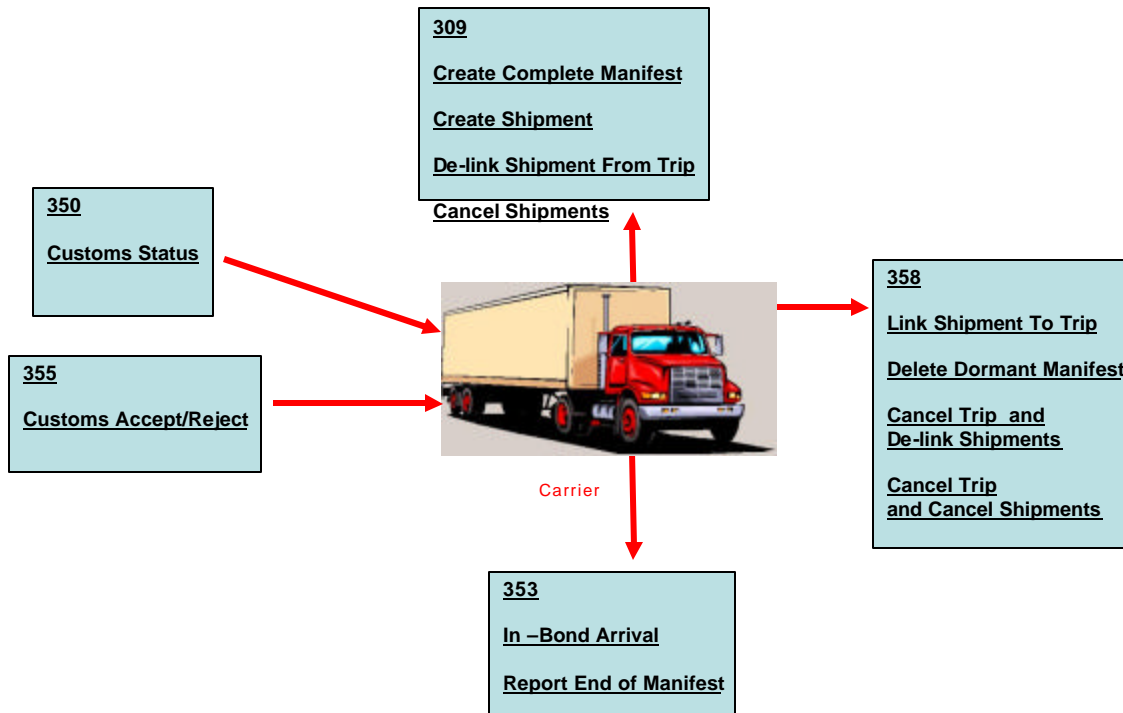 309
Create Complete Manifest
Create Shipment
De-link Shipment From Trip
Cancel Shipments
350
Customs Status
355
Customs Accept/Reject
358
Link Shipment To Trip
Delete Dormant Manifest
Cancel Trip and
De-link Shipments
Cancel Trip
and Cancel Shipments
Carrier
353
In –Bond Arrival
Report End of Manifest